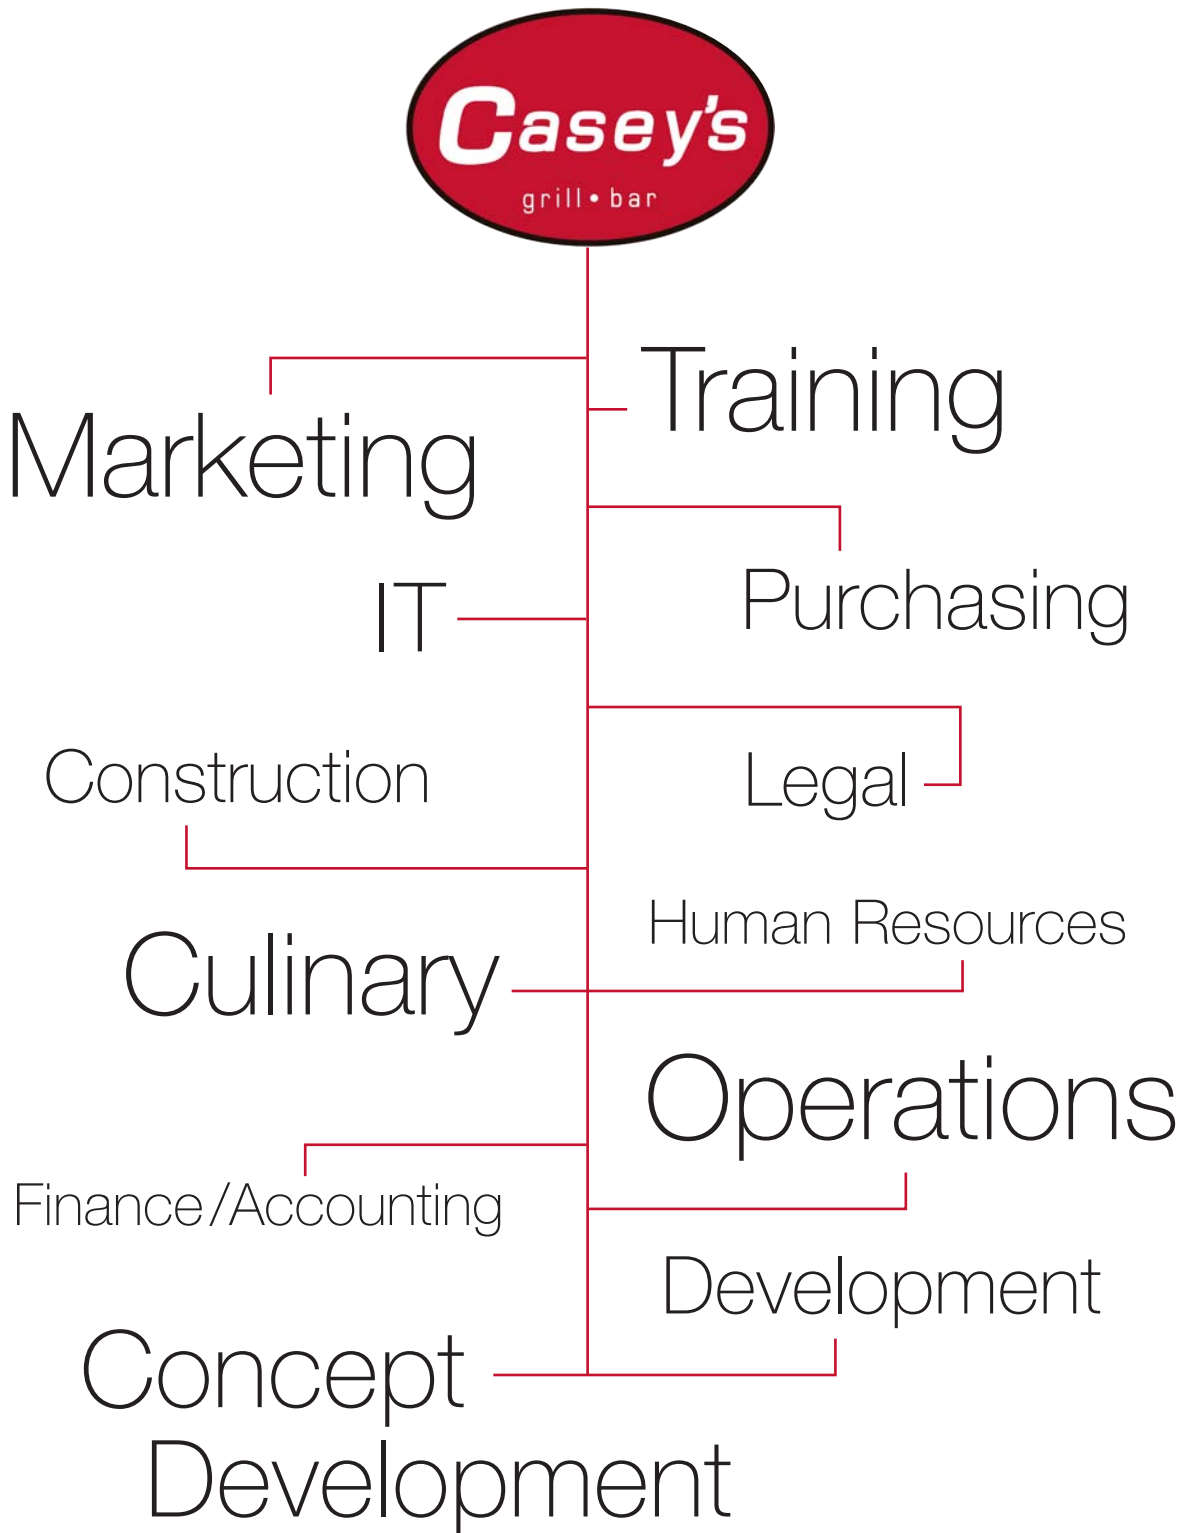 Casey's
grill • bar
Training
Marketing
Purchasing
IT
Construction
Legal
Human Resources
Culinary
Operations
Finance/Accounting
Development
Concept
Development